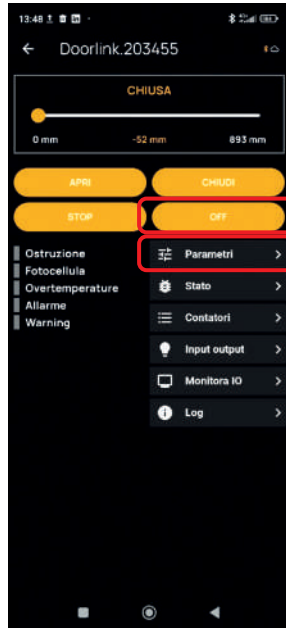 13:48
Doorlink.203455
CHIUSA
0 mm -52 mm 893 mm
APRI CHIUDI
STOP OFF
Ostruzione
Fotocellula
Overtemperature
Allarme
Warning
Parametri
Stato
Contatori
Input output
Monitora IO
Log